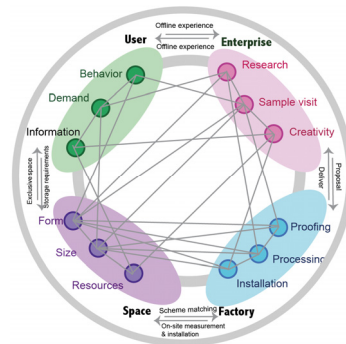 Offline experience
User
Enterprise
Offline experience
Behavior
Research
Demand
Sample visit
Information
Creativity
Exclusive space
Storage requirements
Proposal
Deliver
Form
Proofing
Size
Processing
Resources
Installation
Space
Scheme matching
Factory
On-site measurement
& installation